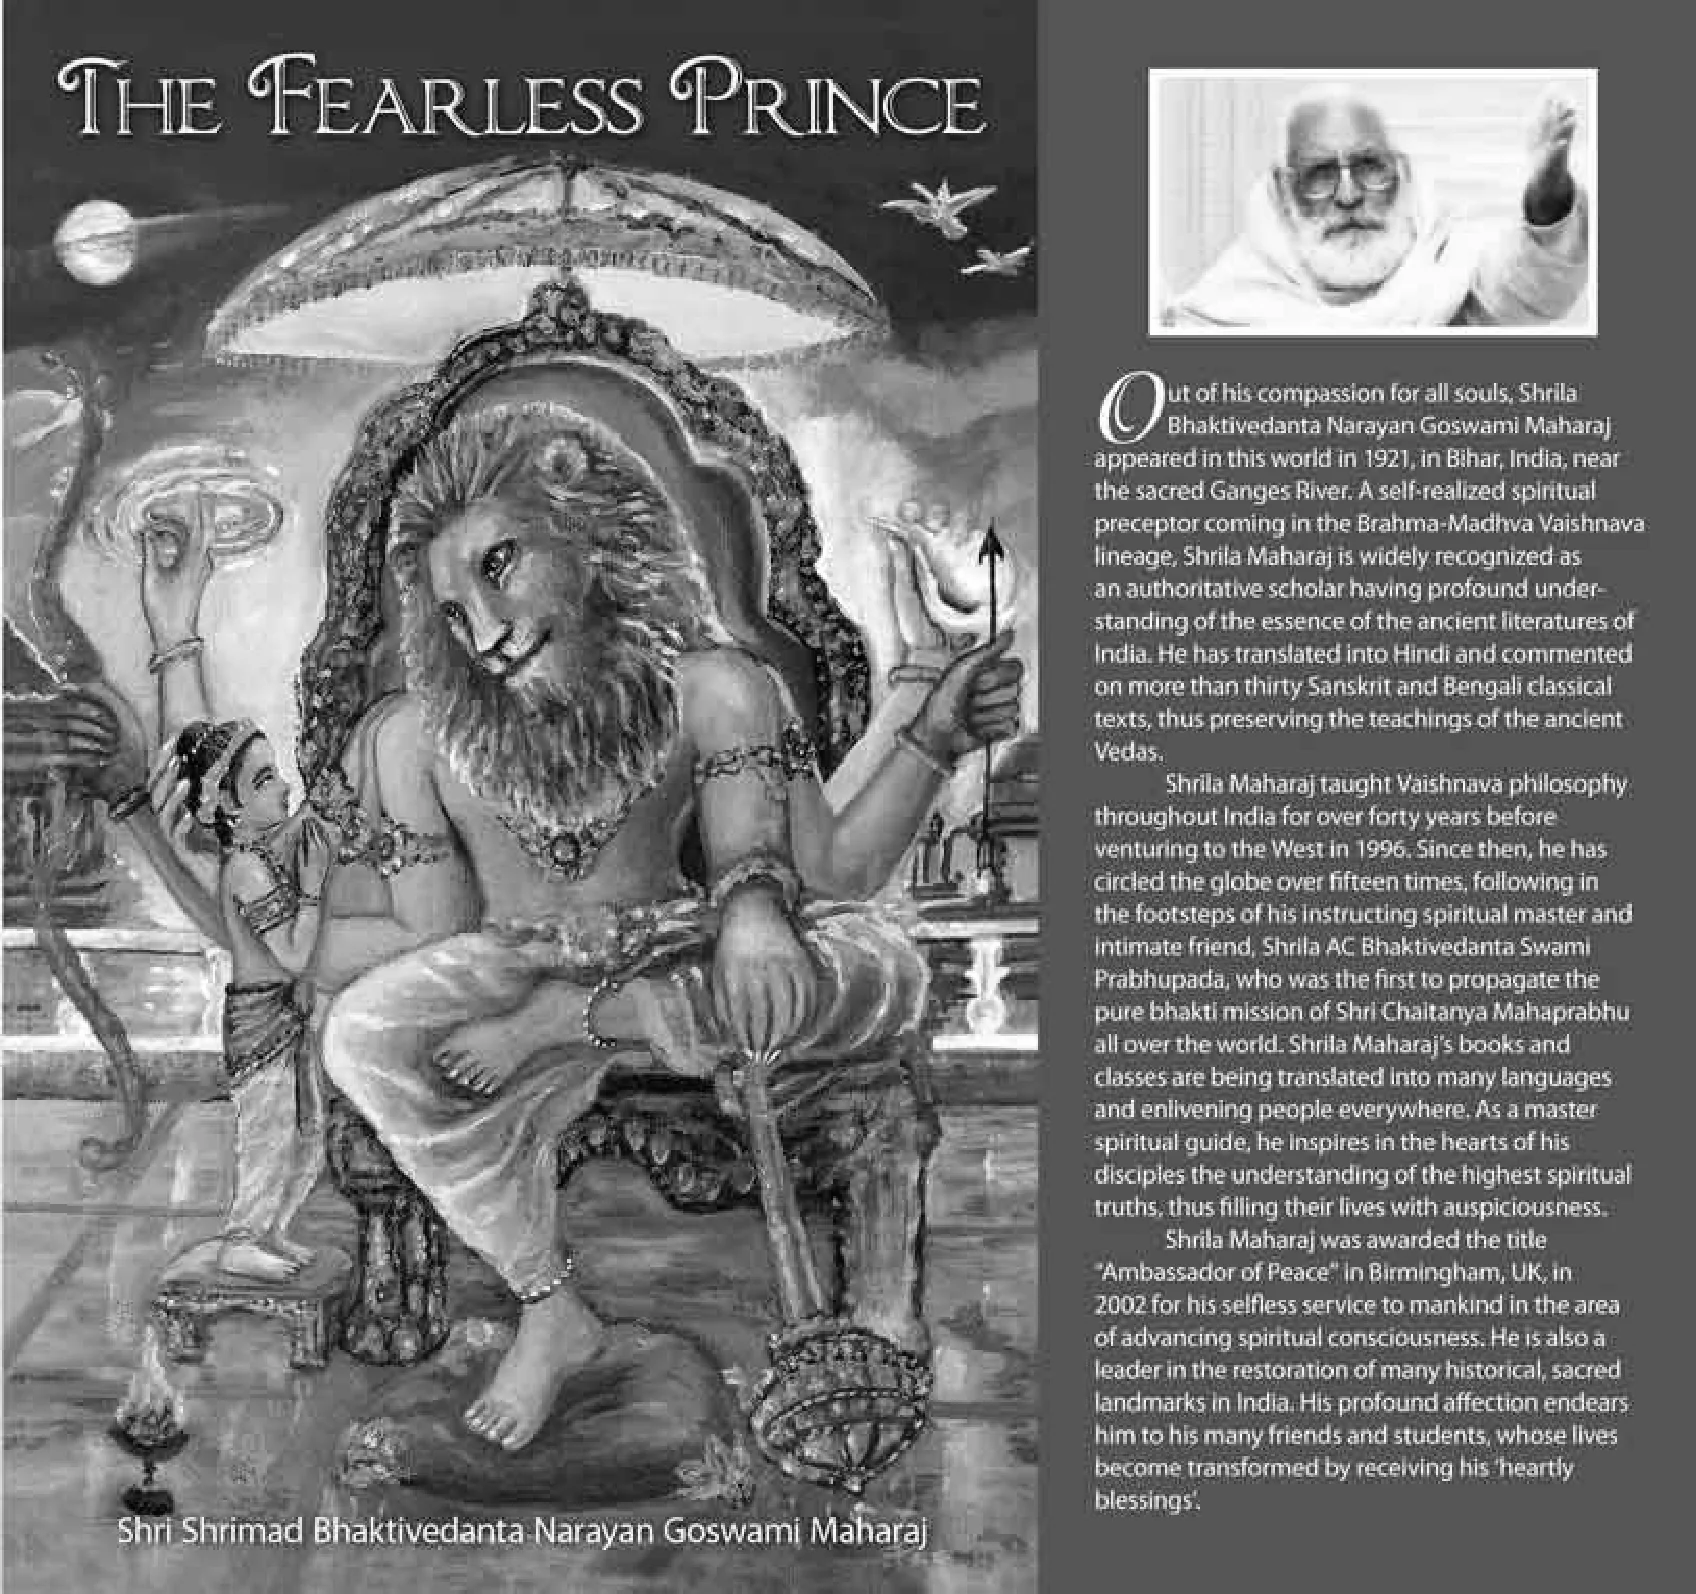 THE FEARLESS PRINCE
Shri Shrimad Bhaktivedanta Narayan Goswami Maharaj
Out of his compassion for all souls, Shrila
Bhaktivedanta Narayan Goswami Maharaj
appeared in this world in 1921, in Bihar, India, near
the sacred Ganges River. A self-realized spiritual
preceptor coming in the Brahma-Madhva Vaishnava
lineage, Shrila Maharaj is widely recognized as
an authoritative scholar having profound under-
standing of the essence of the ancient literatures of
India. He has translated into Hindi and commented
on more than thirty Sanskrit and Bengali classical
texts, thus preserving the teachings of the ancient
Vedas.
Shrila Maharaj taught Vaishnava philosophy
throughout India for over forty years before
venturing to the West in 1996. Since then, he has
circled the globe over fifteen times, following in
the footsteps of his instructing spiritual master and
intimate friend, Shrila AC Bhaktivedanta Swami
Prabhupada, who was the first to propagate the
pure bhakti mission of Shri Chaitanya Mahaprabhu
all over the world. Shrila Maharaj's books and
classes are being translated into many languages
and enlivening people everywhere. As a master
spiritual guide, he inspires in the hearts of his
disciples the understanding of the highest spiritual
truths, thus filling their lives with auspiciousness.
Shrila Maharaj was awarded the title
"Ambassador of Peace" in Birmingham, UK, in
2002 for his selfless service to mankind in the area
of advancing spiritual consciousness. He is also a
leader in the restoration of many historical, sacred
landmarks in India. His profound affection endears
him to his many friends and students, whose lives
become transformed by receiving his 'heartly
blessings'.